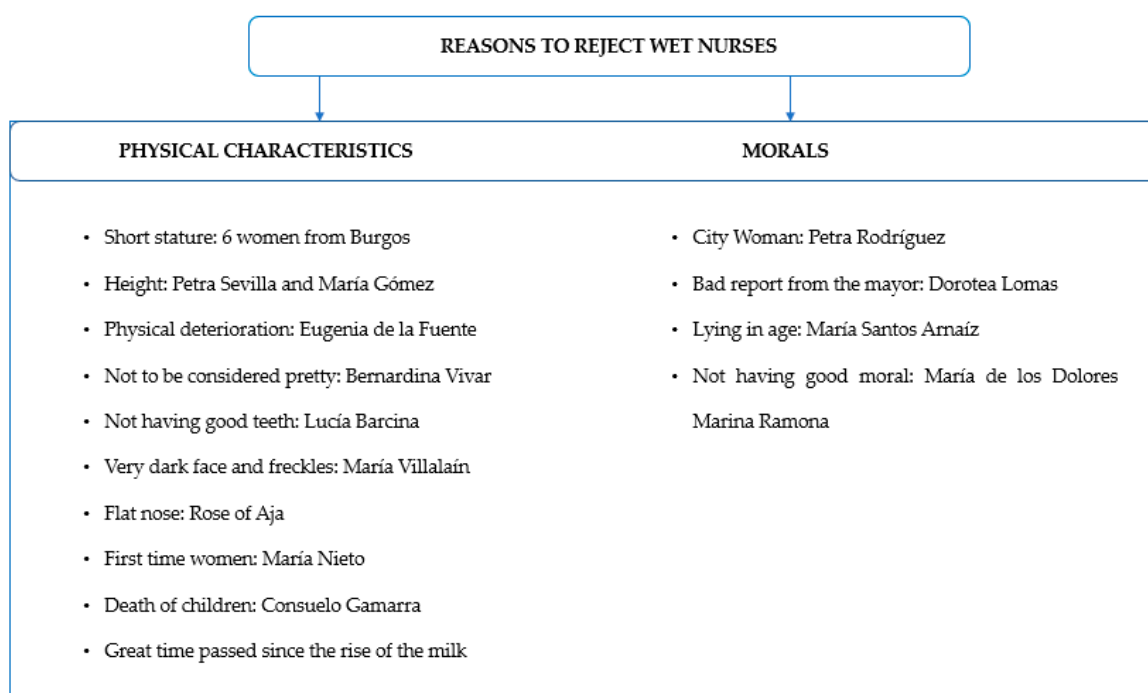 REASONS TO REJECT WET NURSES
PHYSICAL CHARACTERISTICS
• Short stature: 6 women from Burgos
• Height: Petra Sevilla and María Gómez
• Physical deterioration: Eugenia de la Fuente
• Not to be considered pretty: Bernardina Vivar
• Not having good teeth: Lucía Barcina
• Very dark face and freckles: María Villalaín
• Flat nose: Rose of Aja
• First time women: María Nieto
• Death of children: Consuelo Gamarra
• Great time passed since the rise of the milk
MORALS
• City Woman: Petra Rodríguez
• Bad report from the mayor: Dorotea Lomas
• Lying in age: María Santos Arnaíz
• Not having good moral: María de los Dolores
Marina Ramona